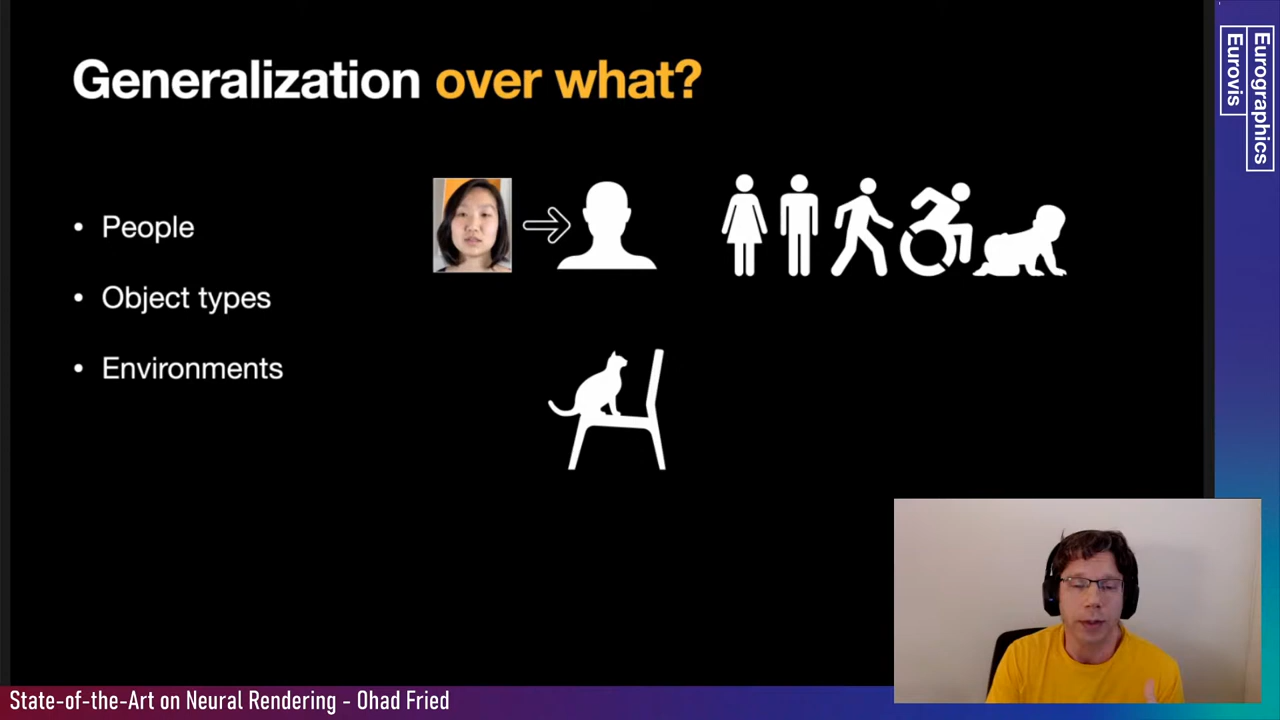 Generalization over what?
• People
• Object types
• Environments
Eurographics
Eurovis
State-of-the-Art on Neural Rendering - Ohad Fried